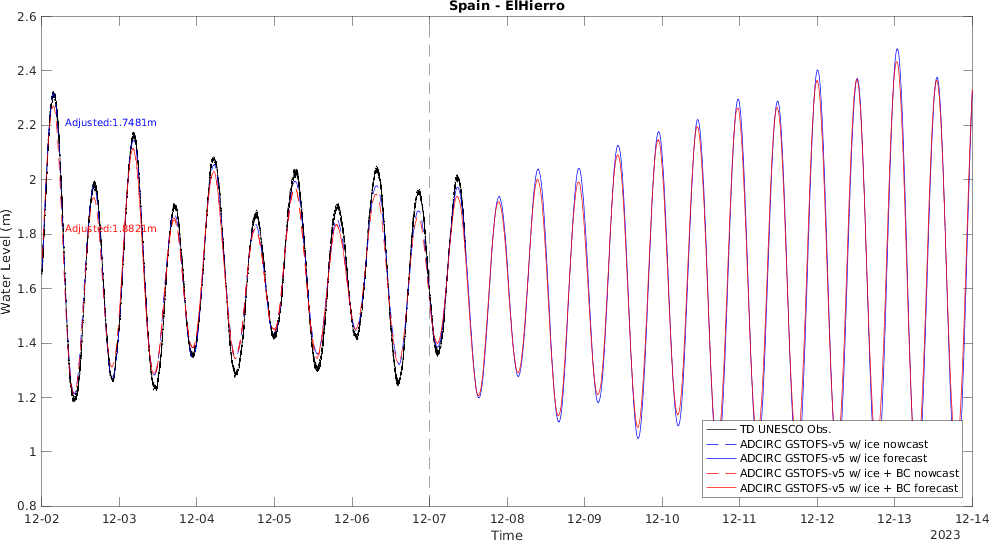 Spain - ElHierro
2.6
2.4
2.2
2
1.8
1.6
1.4
1.2
1
0.8
Water Level (m)
Adjusted:1.7481m
Adjusted:1.8821m
TD UNESCO Obs.
ADCIRC GSTOFS-v5 w/ ice nowcast
ADCIRC GSTOFS-v5 w/ ice forecast
ADCIRC GSTOFS-v5 w/ ice + BC nowcast
ADCIRC GSTOFS-v5 w/ ice + BC forecast
12-02 12-03 12-04 12-05 12-06 12-07 12-08 12-09 12-10 12-11 12-12 12-13 12-14
Time
2023